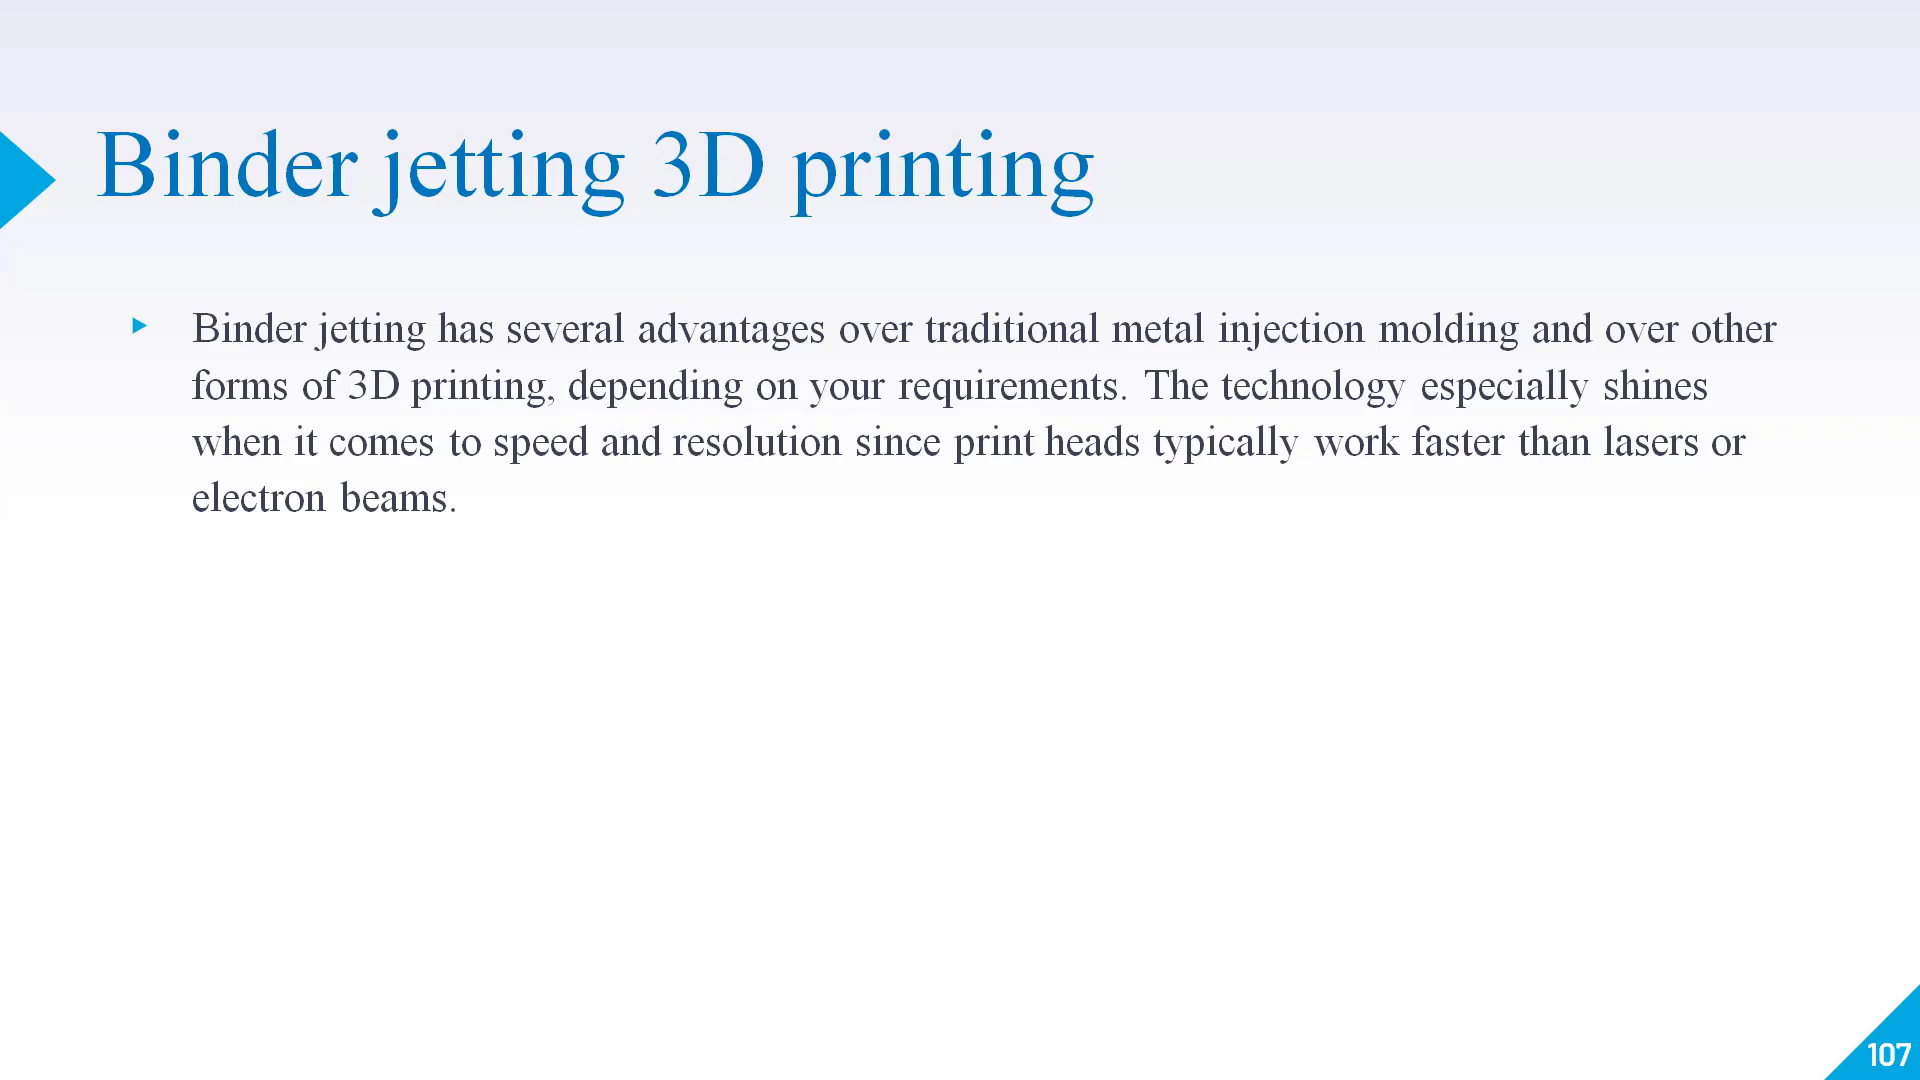 Binder jetting 3D printing
Binder jetting has several advantages over traditional metal injection molding and over other
forms of 3D printing, depending on your requirements. The technology especially shines
when it comes to speed and resolution since print heads typically work faster than lasers or
electron beams.
107